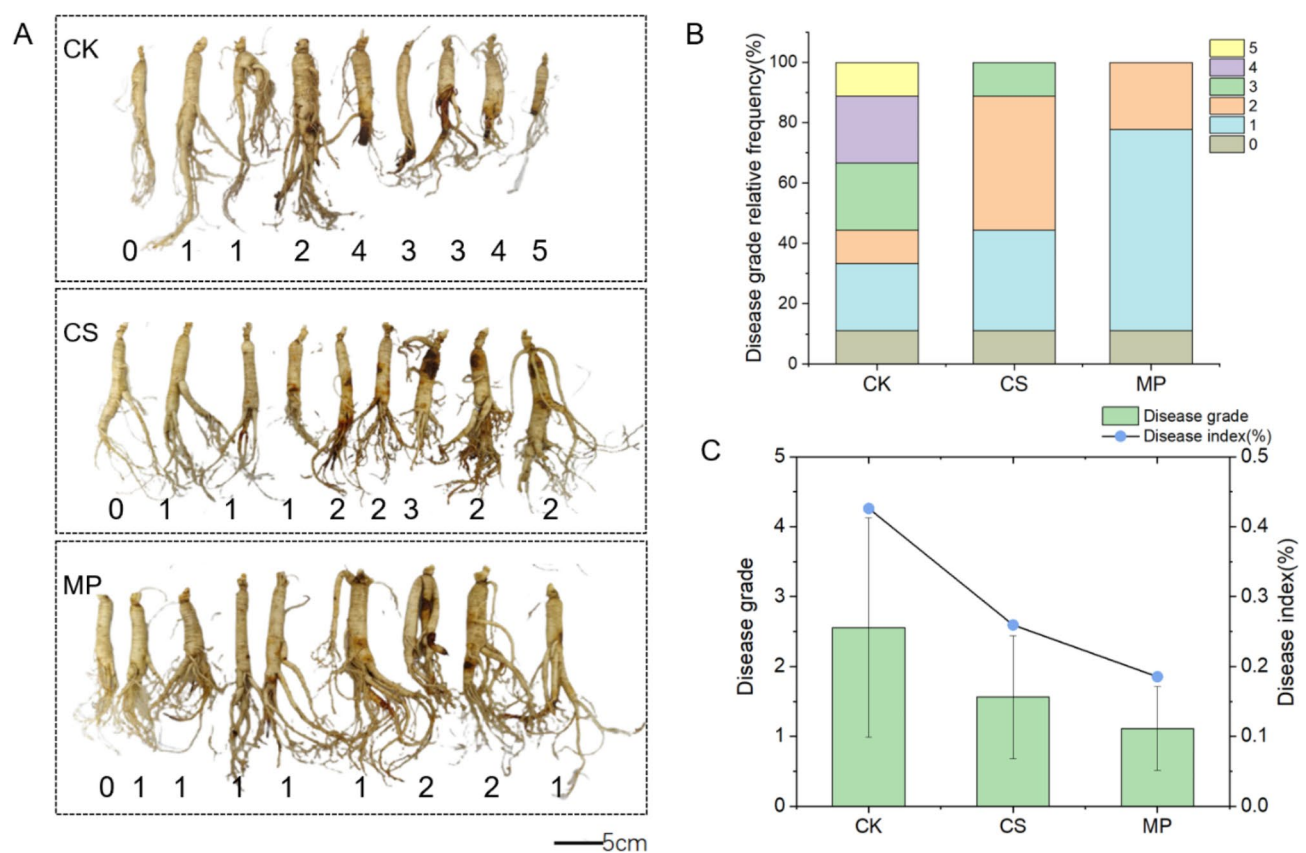 A
CK
0 1 1 2 4 3 3 4 5
CS
0 1 1 1 2 2 3 2 2
MP
0 1 1 1 1 1 2 2 1
5cm
B
Disease grade relative frequency(%)
100
80
60
40
20
0
CK CS MP
5
4
3
2
1
0
C
Disease grade
Disease index(%)
Disease grade
5
4
3
2
1
0
CK CS MP
0.5
0.4
0.3
0.2
0.1
0.0
Disease index(%)